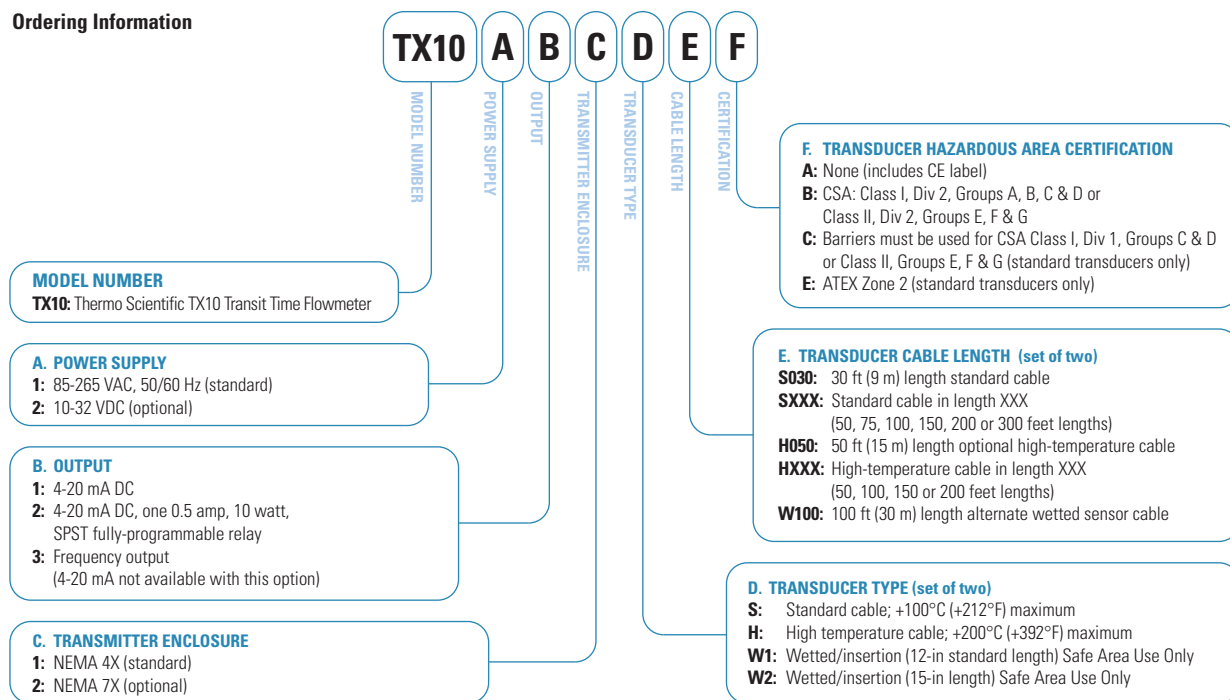 Ordering Information
TX10 A B C D E F
MODEL NUMBER
POWER SUPPLY
OUTPUT
TRANSMITTER ENCLOSURE
TRANSDUCER TYPE
CABLE LENGTH
CERTIFICATION
MODEL NUMBER
TX10: Thermo Scientific TX10 Transit Time Flowmeter
A. POWER SUPPLY
1: 85-265 VAC, 50/60 Hz (standard)
2: 10-32 VDC (optional)
B. OUTPUT
1: 4-20 mA DC
2: 4-20 mA DC, one 0.5 amp, 10 watt,
SPST fully-programmable relay
3: Frequency output
(4-20 mA not available with this option)
C. TRANSMITTER ENCLOSURE
1: NEMA 4X (standard)
2: NEMA 7X (optional)
F. TRANSDUCER HAZARDOUS AREA CERTIFICATION
A: None (includes CE label)
B: CSA: Class I, Div 2, Groups A, B, C & D or
Class II, Div 2, Groups E, F & G
C: Barriers must be used for CSA Class I, Div 1, Groups C & D
or Class II, Groups E, F & G (standard transducers only)
E: ATEX Zone 2 (standard transducers only)
E. TRANSDUCER CABLE LENGTH (set of two)
S030: 30 ft (9 m) length standard cable
SXXX: Standard cable in length XXX
(50, 75, 100, 150, 200 or 300 feet lengths)
H050: 50 ft (15 m) length optional high-temperature cable
HXXX: High-temperature cable in length XXX
(50, 100, 150 or 200 feet lengths)
W100: 100 ft (30 m) length alternate wetted sensor cable
D. TRANSDUCER TYPE (set of two)
S: Standard cable; +100°C (+212°F) maximum
H: High temperature cable; +200°C (+392°F) maximum
W1: Wetted/insertion (12-in standard length) Safe Area Use Only
W2: Wetted/insertion (15-in length) Safe Area Use Only